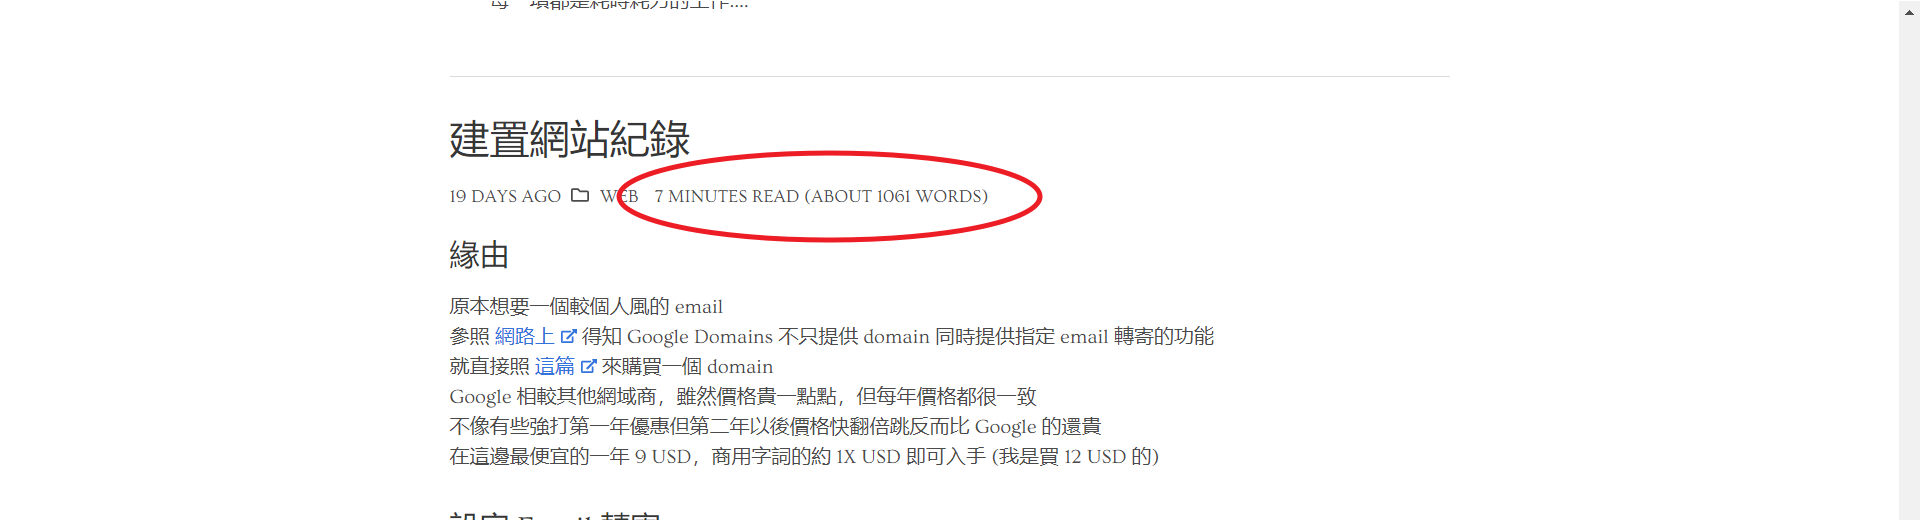 建置網站紀錄
19 DAYS AGO WEB 7 MINUTES READ (ABOUT 1061 WORDS)
緣由
原本想要一個較個人風的 email
參照 網路上 得知 Google Domains 不只提供 domain 同時提供指定 email 轉寄的功能
就直接照 這篇 來購買一個 domain
Google 相較其他網域商，雖然價格貴一點點，但每年價格都很一致
不像有些強打第一年優惠但第二年以後價格快翻倍跳反而比 Google 的還貴
在這邊最便宜的一年 9 USD，商用字詞的約 1X USD 即可入手 (我是買 12 USD 的)